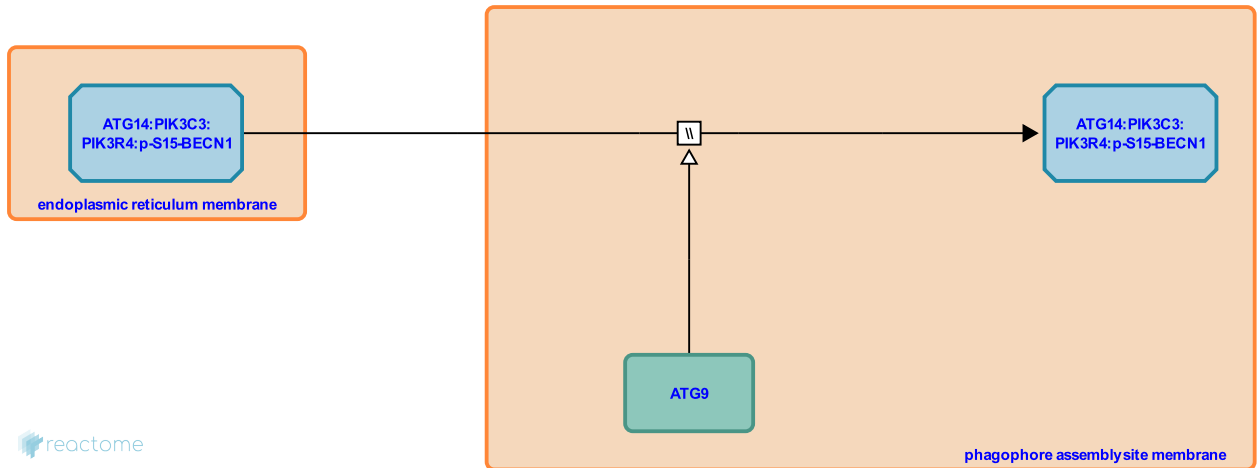 ATG14:PIK3C3:
PIK3R4:p-S15-BECN1
endoplasmic reticulum membrane
\\
ATG14:PIK3C3:
PIK3R4:p-S15-BECN1
ATG9
reactome
phagophore assembly site membrane